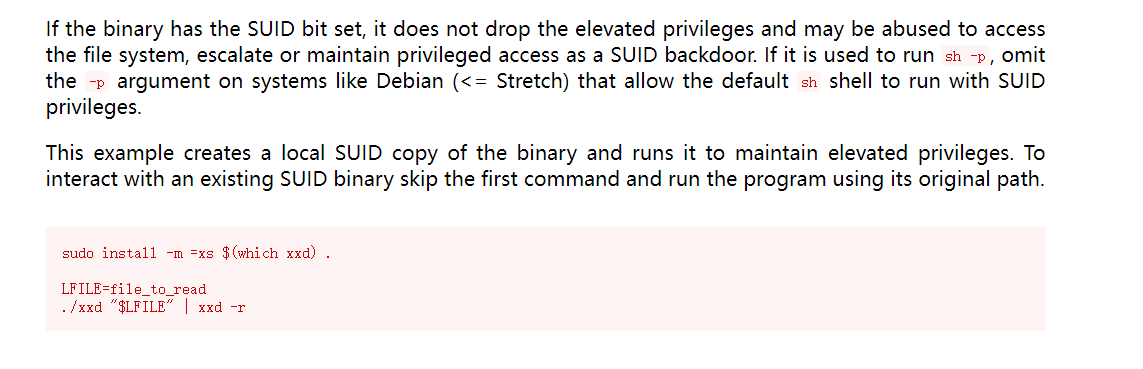 If the binary has the SUID bit set, it does not drop the elevated privileges and may be abused to access
the file system, escalate or maintain privileged access as a SUID backdoor. If it is used to run sh -p, omit
the -p argument on systems like Debian (<= Stretch) that allow the default sh shell to run with SUID
privileges.
This example creates a local SUID copy of the binary and runs it to maintain elevated privileges. To
interact with an existing SUID binary skip the first command and run the program using its original path.
sudo install -m =xs $(which xxd) .
LFILE=file_to_read
./xxd "$LFILE" | xxd -r